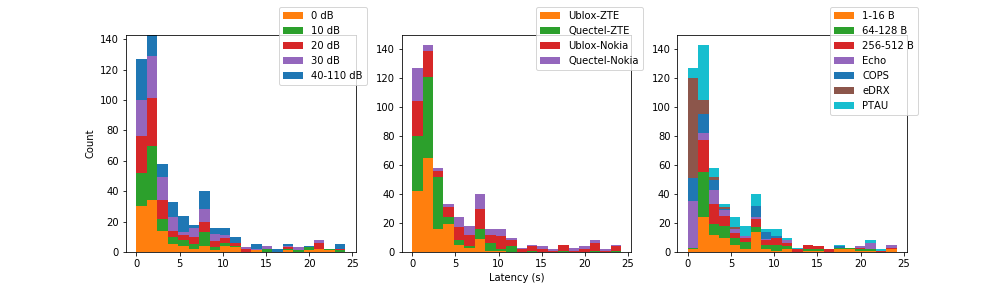 0 dB
10 dB
20 dB
30 dB
40-110 dB
140
120
100
80
60
40
20
0
Count
0
5
10
15
20
25
Ublox-ZTE
Quectel-ZTE
Ublox-Nokia
Quectel-Nokia
140
120
100
80
60
40
20
0
0
5
10
15
20
25
Latency (s)
1-16 B
64-128 B
256-512 B
Echo
COPS
eDRX
PTAU
140
120
100
80
60
40
20
0
0
5
10
15
20
25